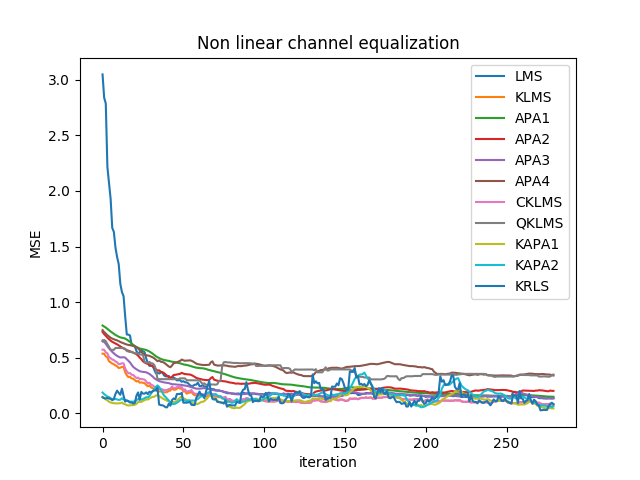 Non linear channel equalization
3.0
2.5
2.0
1.5
1.0
0.5
0.0
MSE
LMS
KLMS
APA1
APA2
APA3
APA4
CKLMS
QKLMS
KAPA1
KAPA2
KRLS
0 50 100 150 200 250
iteration